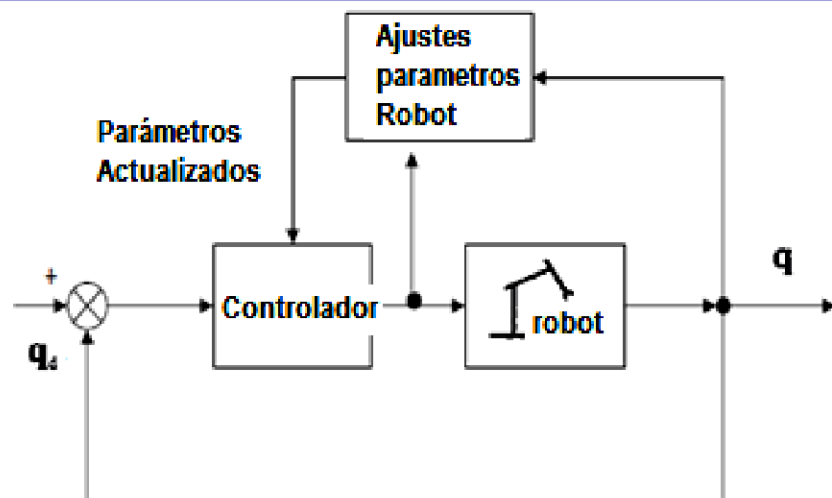 Ajustes
parametros
Robot
Parámetros
Actualizados
+
Controlador
robot
q
qd